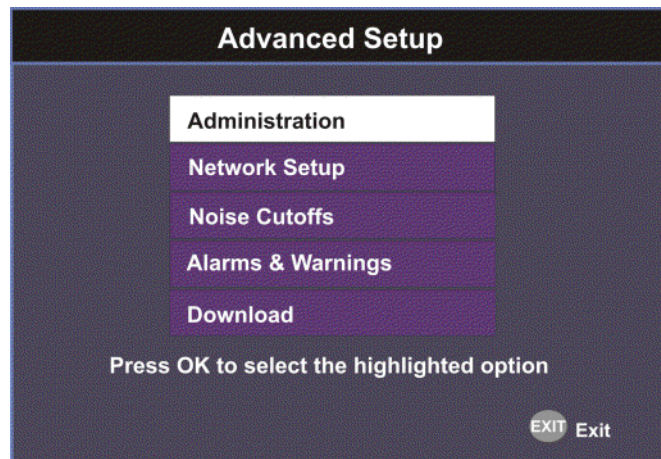 Advanced Setup
Administration
Network Setup
Noise Cutoffs
Alarms & Warnings
Download
Press OK to select the highlighted option
EXIT Exit